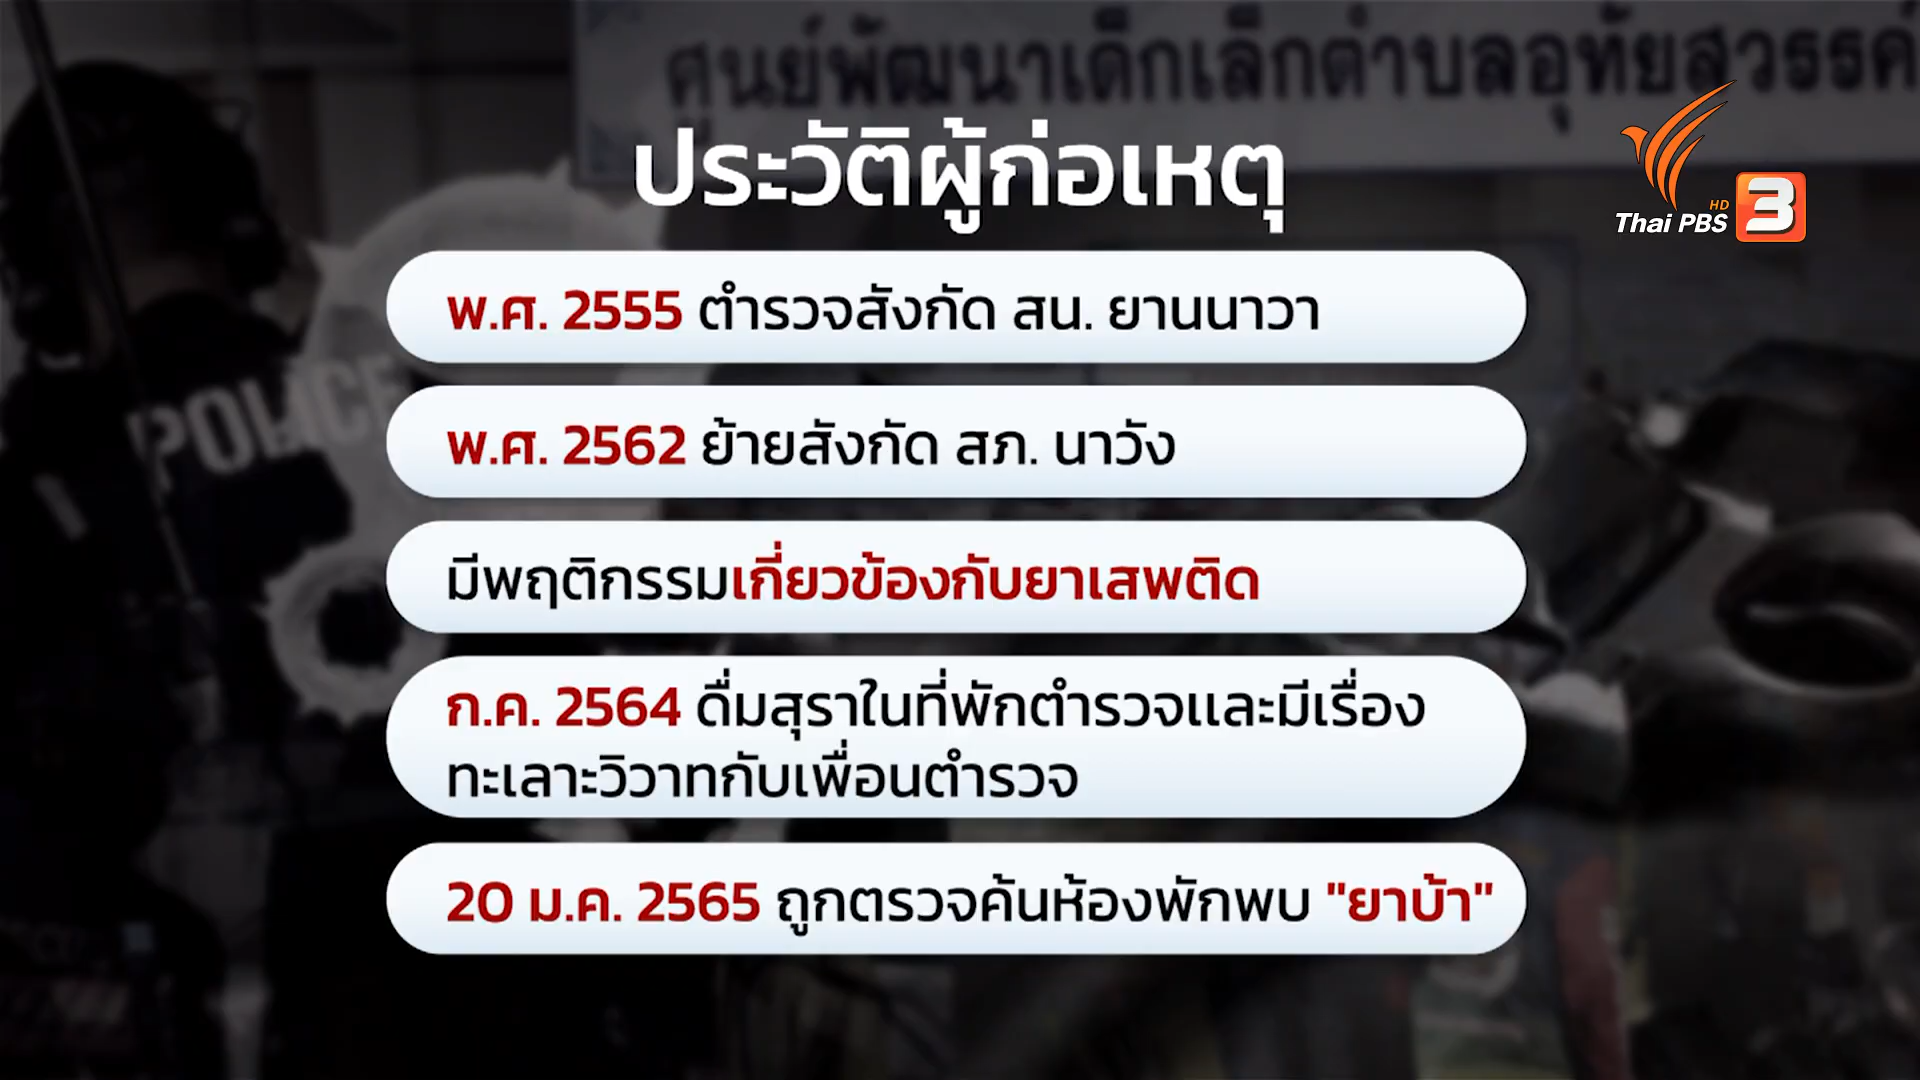 ศูนย์พัฒนาเด็กเล็กตำบลอุทัยสวรรค์
ประวัติผู้ก่อเหตุ
HD
Thai PBS 3
พ.ศ. 2555 ตำรวจสังกัด สน. ยานนาวา
พ.ศ. 2562 ย้ายสังกัด สภ. นาวัง
POLICE
มีพฤติกรรมเกี่ยวข้องกับยาเสพติด
ก.ค. 2564 ดื่มสุราในที่พักตำรวจและมีเรื่อง
ทะเลาะวิวาทกับเพื่อนตำรวจ
20 ม.ค. 2565 ถูกตรวจค้นห้องพักพบ "ยาบ้า"